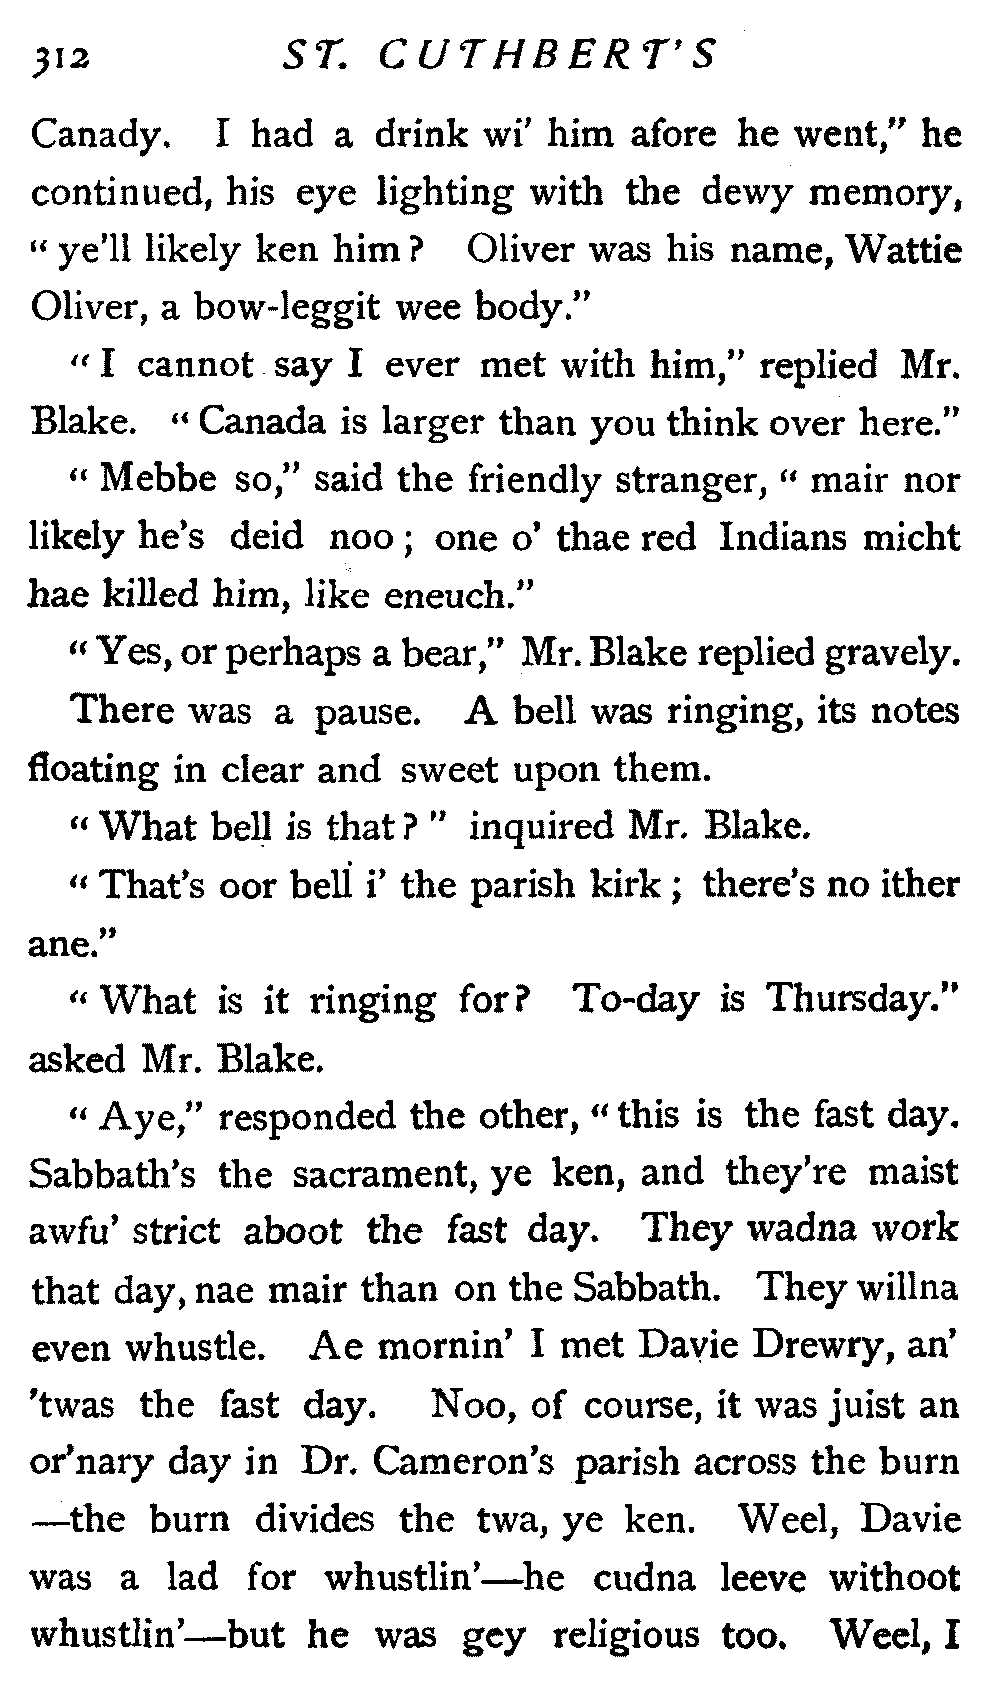 312 ST. CUTHBERT'S
Canady. I had a drink wi' him afore he went," he
continued, his eye lighting with the dewy memory,
"ye'll likely ken him? Oliver was his name, Wattie
Oliver, a bow-leggit wee body."
"I cannot say I ever met with him," replied Mr.
Blake. "Canada is larger than you think over here."
"Mebbe so," said the friendly stranger, "mair nor
likely he's deid noo; one o' thae red Indians micht
hae killed him, like eneuch."
"Yes, or perhaps a bear," Mr. Blake replied gravely.
There was a pause. A bell was ringing, its notes
floating in clear and sweet upon them.
"What bell is that?" inquired Mr. Blake.
"That's oor bell i' the parish kirk; there's no ither
ane."
"What is it ringing for? To-day is Thursday."
asked Mr. Blake.
"Aye," responded the other, "this is the fast day.
Sabbath's the sacrament, ye ken, and they're maist
awfu' strict aboot the fast day. They wadna work
that day, nae mair than on the Sabbath. They willna
even whustle. Ae mornin' I met Davie Drewry, an'
'twas the fast day. Noo, of course, it was juist an
or'nary day in Dr. Cameron's parish across the burn
—the burn divides the twa, ye ken. Weel, Davie
was a lad for whustlin'—he cudna leeve withoot
whustlin'—but he was gey religious too. Weel, I